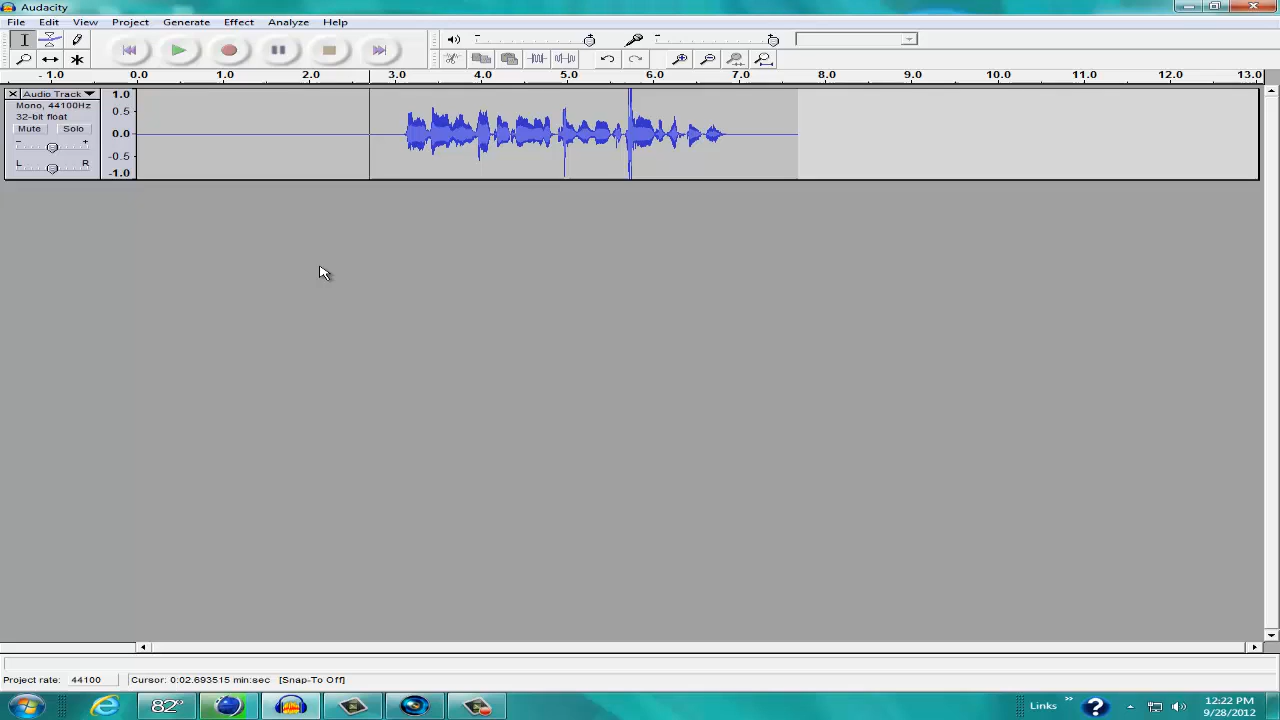 Audacity
File Edit View Project Generate Effect Analyze Help
- 1.0 0.0 1.0 2.0 3.0 4.0 5.0 6.0 7.0 8.0 9.0 10.0 11.0 12.0 13.0
Audio Track
Mono, 44100Hz
32-bit float
Mute Solo
- +
L R
1.0
0.5
0.0
-0.5
-1.0
Project rate: 44100 Cursor: 0:02.693515 min:sec [Snap-To Off]
82° Links » 12:22 PM
9/28/2012